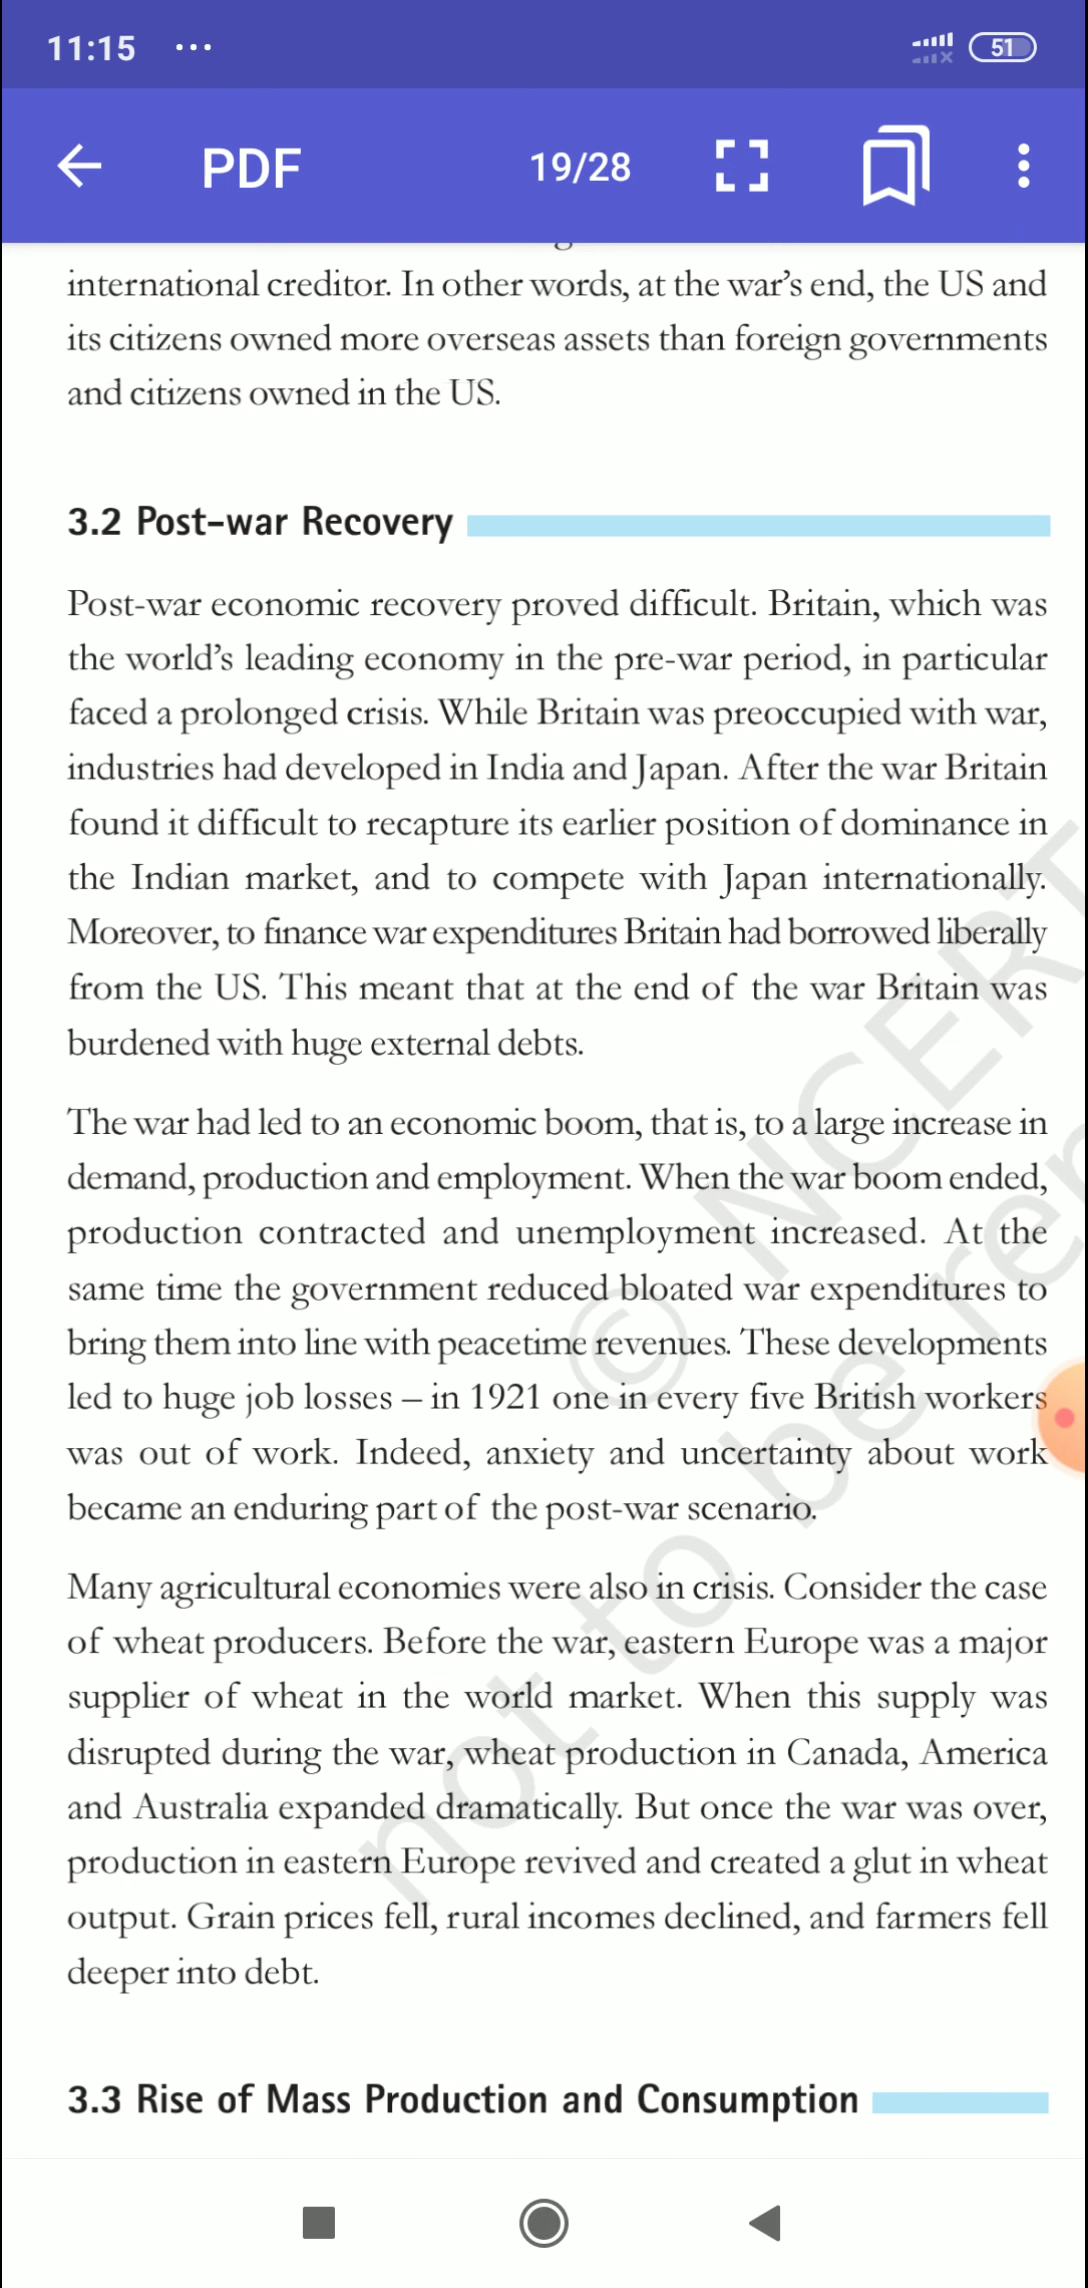 11:15 ...
51
PDF 19/28
international creditor. In other words, at the war's end, the US and
its citizens owned more overseas assets than foreign governments
and citizens owned in the US.
3.2 Post-war Recovery
Post-war economic recovery proved difficult. Britain, which was
the world's leading economy in the pre-war period, in particular
faced a prolonged crisis. While Britain was preoccupied with war,
industries had developed in India and Japan. After the war Britain
found it difficult to recapture its earlier position of dominance in
the Indian market, and to compete with Japan internationally.
Moreover, to finance war expenditures Britain had borrowed liberally
from the US. This meant that at the end of the war Britain was
burdened with huge external debts.
The war had led to an economic boom, that is, to a large increase in
demand, production and employment. When the war boom ended,
production contracted and unemployment increased. At the
same time the government reduced bloated war expenditures to
bring them into line with peacetime revenues. These developments
led to huge job losses – in 1921 one in every five British workers
was out of work. Indeed, anxiety and uncertainty about work
became an enduring part of the post-war scenario.
Many agricultural economies were also in crisis. Consider the case
of wheat producers. Before the war, eastern Europe was a major
supplier of wheat in the world market. When this supply was
disrupted during the war, wheat production in Canada, America
and Australia expanded dramatically. But once the war was over,
production in eastern Europe revived and created a glut in wheat
output. Grain prices fell, rural incomes declined, and farmers fell
deeper into debt.
3.3 Rise of Mass Production and Consumption
© NCERT
not to be